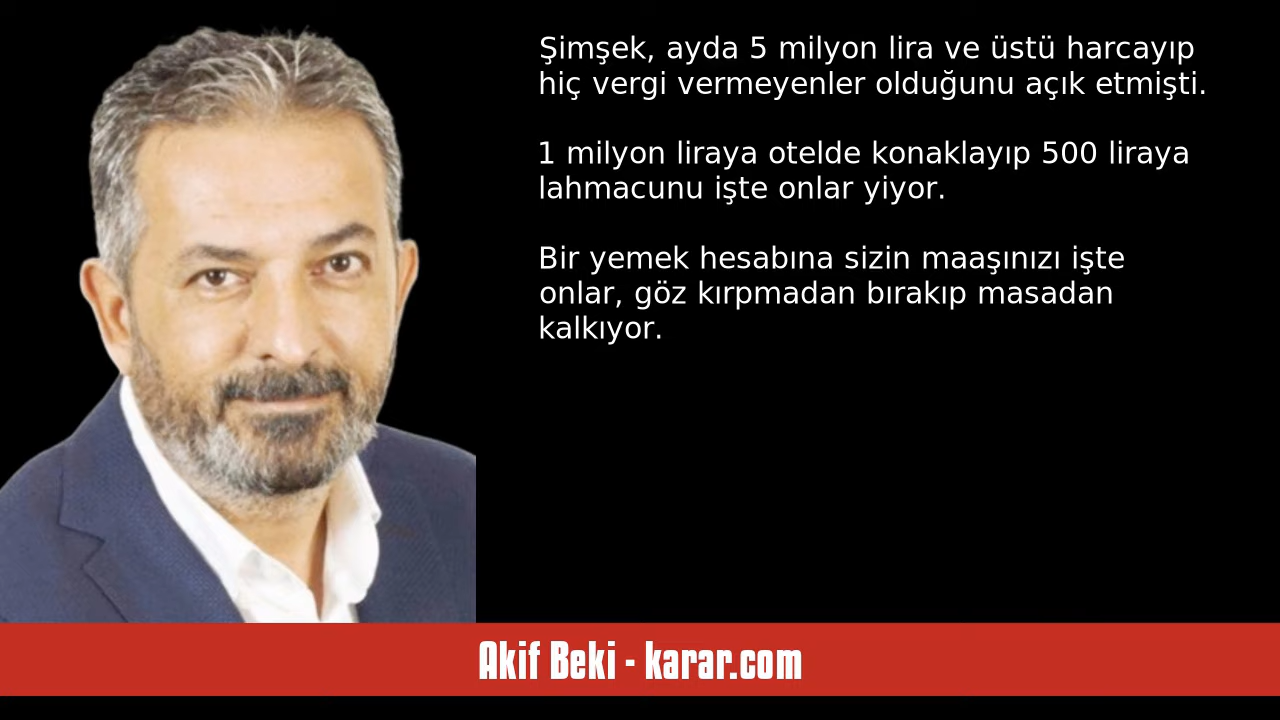 Şimşek, ayda 5 milyon lira ve üstü harcayıp
hiç vergi vermeyenler olduğunu açık etmişti.
1 milyon liraya otelde konaklayıp 500 liraya
lahmacunu işte onlar yiyor.
Bir yemek hesabına sizin maaşınızı işte
onlar, göz kırpmadan bırakıp masadan
kalkıyor.
Akif Beki - karar.com